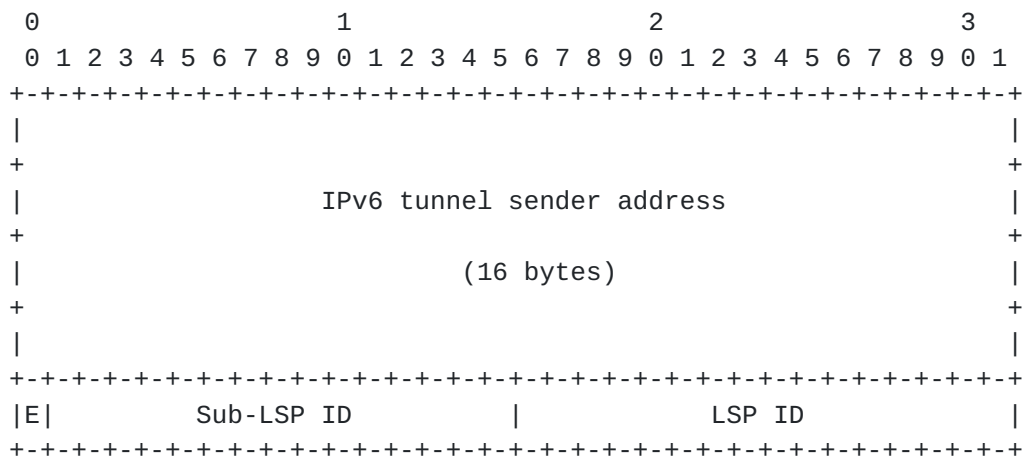 0                   1                   2                   3
 0 1 2 3 4 5 6 7 8 9 0 1 2 3 4 5 6 7 8 9 0 1 2 3 4 5 6 7 8 9 0 1
+-+-+-+-+-+-+-+-+-+-+-+-+-+-+-+-+-+-+-+-+-+-+-+-+-+-+-+-+-+-+-+-+
|                                                               |
+                                                               +
|                   IPv6 tunnel sender address                  |
+                                                               +
|                            (16 bytes)                         |
+                                                               +
|                                                               |
+-+-+-+-+-+-+-+-+-+-+-+-+-+-+-+-+-+-+-+-+-+-+-+-+-+-+-+-+-+-+-+-+
|E|         Sub-LSP ID          |            LSP ID             |
+-+-+-+-+-+-+-+-+-+-+-+-+-+-+-+-+-+-+-+-+-+-+-+-+-+-+-+-+-+-+-+-+